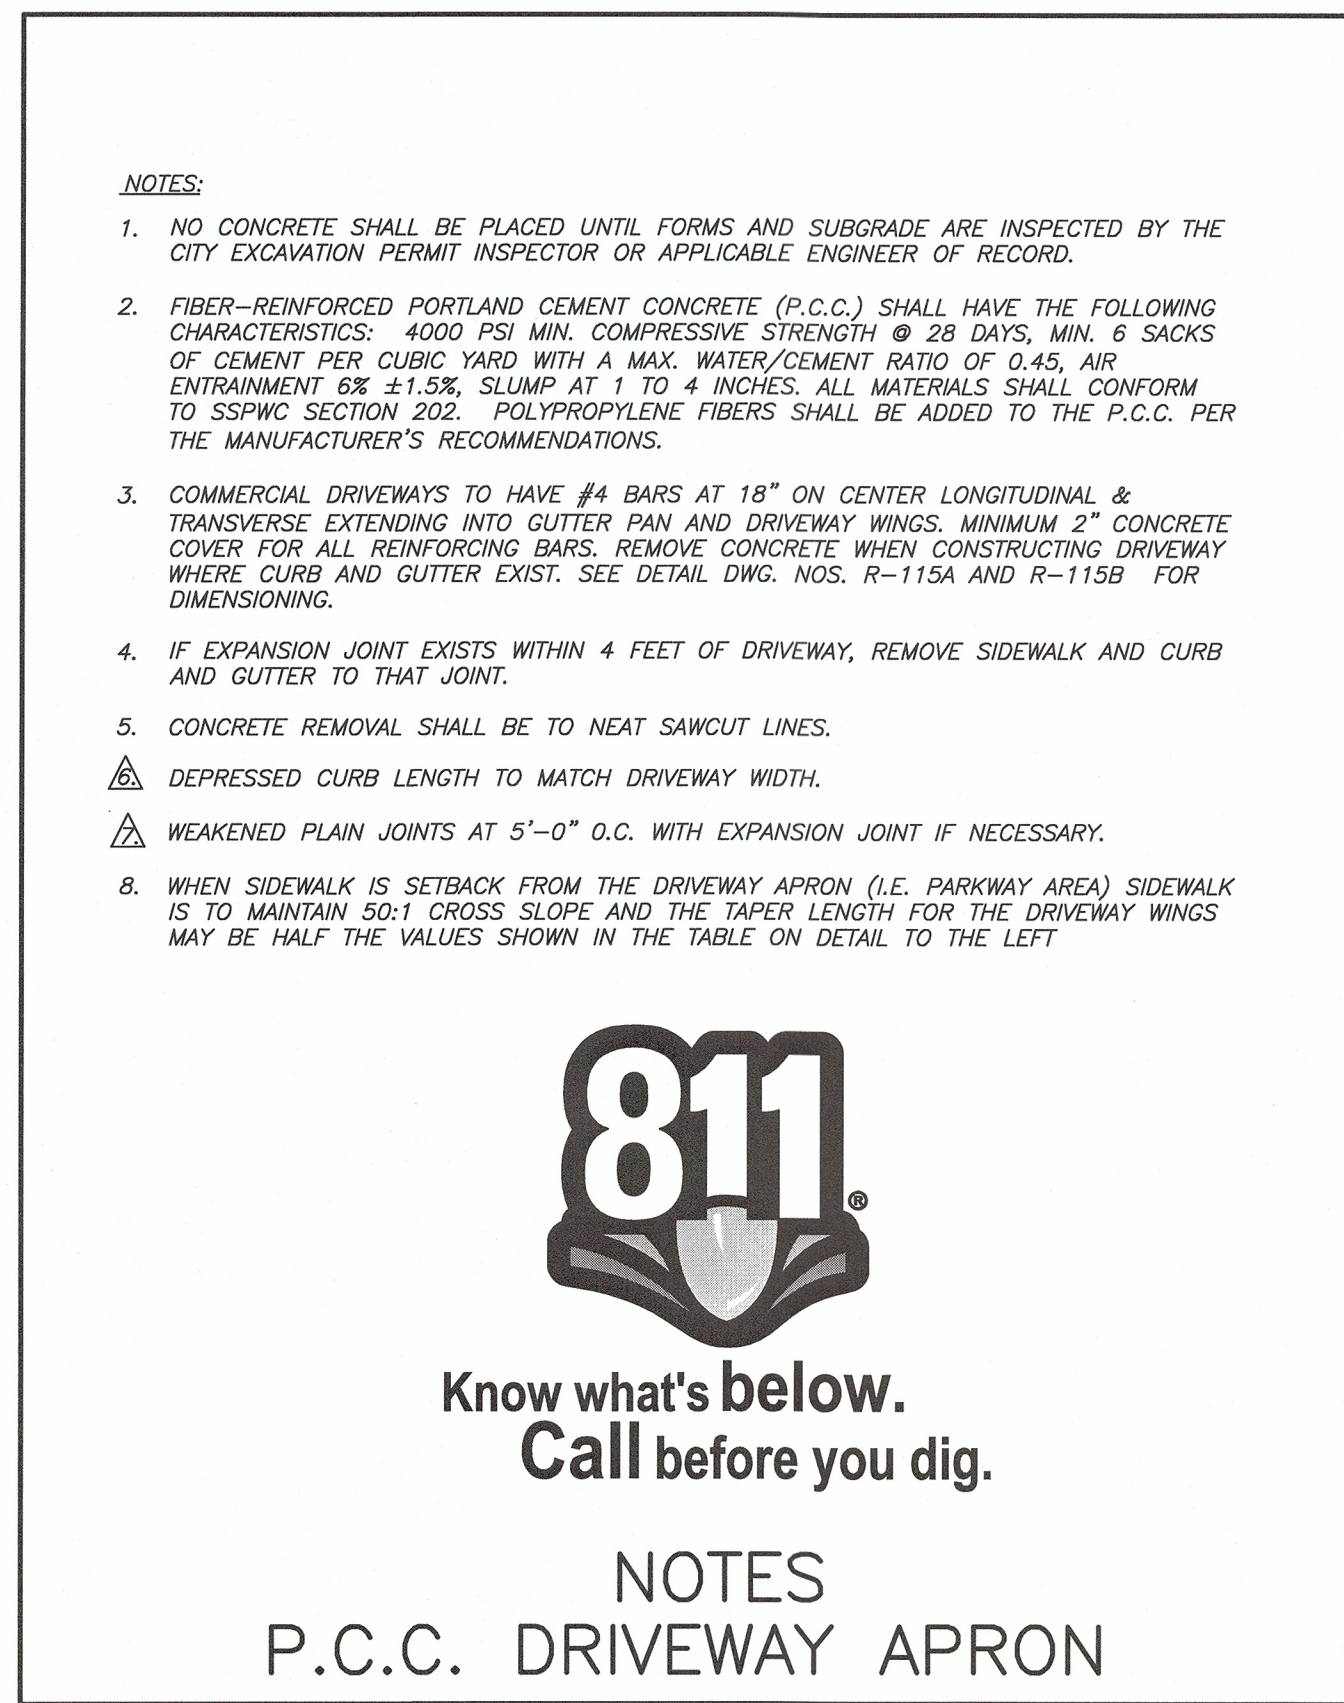 NOTES:
1. NO CONCRETE SHALL BE PLACED UNTIL FORMS AND SUBGRADE ARE INSPECTED BY THE
CITY EXCAVATION PERMIT INSPECTOR OR APPLICABLE ENGINEER OF RECORD.
2. FIBER-REINFORCED PORTLAND CEMENT CONCRETE (P.C.C.) SHALL HAVE THE FOLLOWING
CHARACTERISTICS: 4000 PSI MIN. COMPRESSIVE STRENGTH @ 28 DAYS, MIN. 6 SACKS
OF CEMENT PER CUBIC YARD WITH A MAX. WATER/CEMENT RATIO OF 0.45, AIR
ENTRAINMENT 6% ±1.5%, SLUMP AT 1 TO 4 INCHES. ALL MATERIALS SHALL CONFORM
TO SSPWC SECTION 202. POLYPROPYLENE FIBERS SHALL BE ADDED TO THE P.C.C. PER
THE MANUFACTURER'S RECOMMENDATIONS.
3. COMMERCIAL DRIVEWAYS TO HAVE #4 BARS AT 18" ON CENTER LONGITUDINAL &
TRANSVERSE EXTENDING INTO GUTTER PAN AND DRIVEWAY WINGS. MINIMUM 2" CONCRETE
COVER FOR ALL REINFORCING BARS. REMOVE CONCRETE WHEN CONSTRUCTING DRIVEWAY
WHERE CURB AND GUTTER EXIST. SEE DETAIL DWG. NOS. R-115A AND R-115B FOR
DIMENSIONING.
4. IF EXPANSION JOINT EXISTS WITHIN 4 FEET OF DRIVEWAY, REMOVE SIDEWALK AND CURB
AND GUTTER TO THAT JOINT.
5. CONCRETE REMOVAL SHALL BE TO NEAT SAWCUT LINES.
6. DEPRESSED CURB LENGTH TO MATCH DRIVEWAY WIDTH.
7. WEAKENED PLAIN JOINTS AT 5'-0" O.C. WITH EXPANSION JOINT IF NECESSARY.
8. WHEN SIDEWALK IS SETBACK FROM THE DRIVEWAY APRON (I.E. PARKWAY AREA) SIDEWALK
IS TO MAINTAIN 50:1 CROSS SLOPE AND THE TAPER LENGTH FOR THE DRIVEWAY WINGS
MAY BE HALF THE VALUES SHOWN IN THE TABLE ON DETAIL TO THE LEFT
811®
Know what's below.
Call before you dig.
NOTES
P.C.C. DRIVEWAY APRON